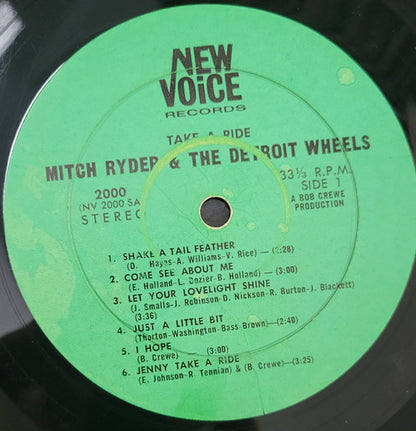 NEW
VOiCE
RECORDS
TAKE A RIDE
MITCH RYDER & THE DETROIT WHEELS
2000
(NV 2000 SA
STEREO
33⅓ R.P.M.
SIDE 1
A BOB CREWE
PRODUCTION
1. SHAKE A TAIL FEATHER
(O. Hayes-A. Williams-V. Rice)—(2:28)
2. COME SEE ABOUT ME
(E. Holland-L. Dozier-B. Holland)—(3:00)
3. LET YOUR LOVELIGHT SHINE
(J. Smalls-J. Robinson-D. Nickson-R. Burton-J. Blackett)
(3:36)
4. JUST A LITTLE BIT
(Thorton-Washington-Bass-Brown)—(2:40)
5. I HOPE
(B. Crewe) (3:00)
6. JENNY TAKE A RIDE
(E. Johnson-R. Tennian) & (B. Crewe)—(3:25)